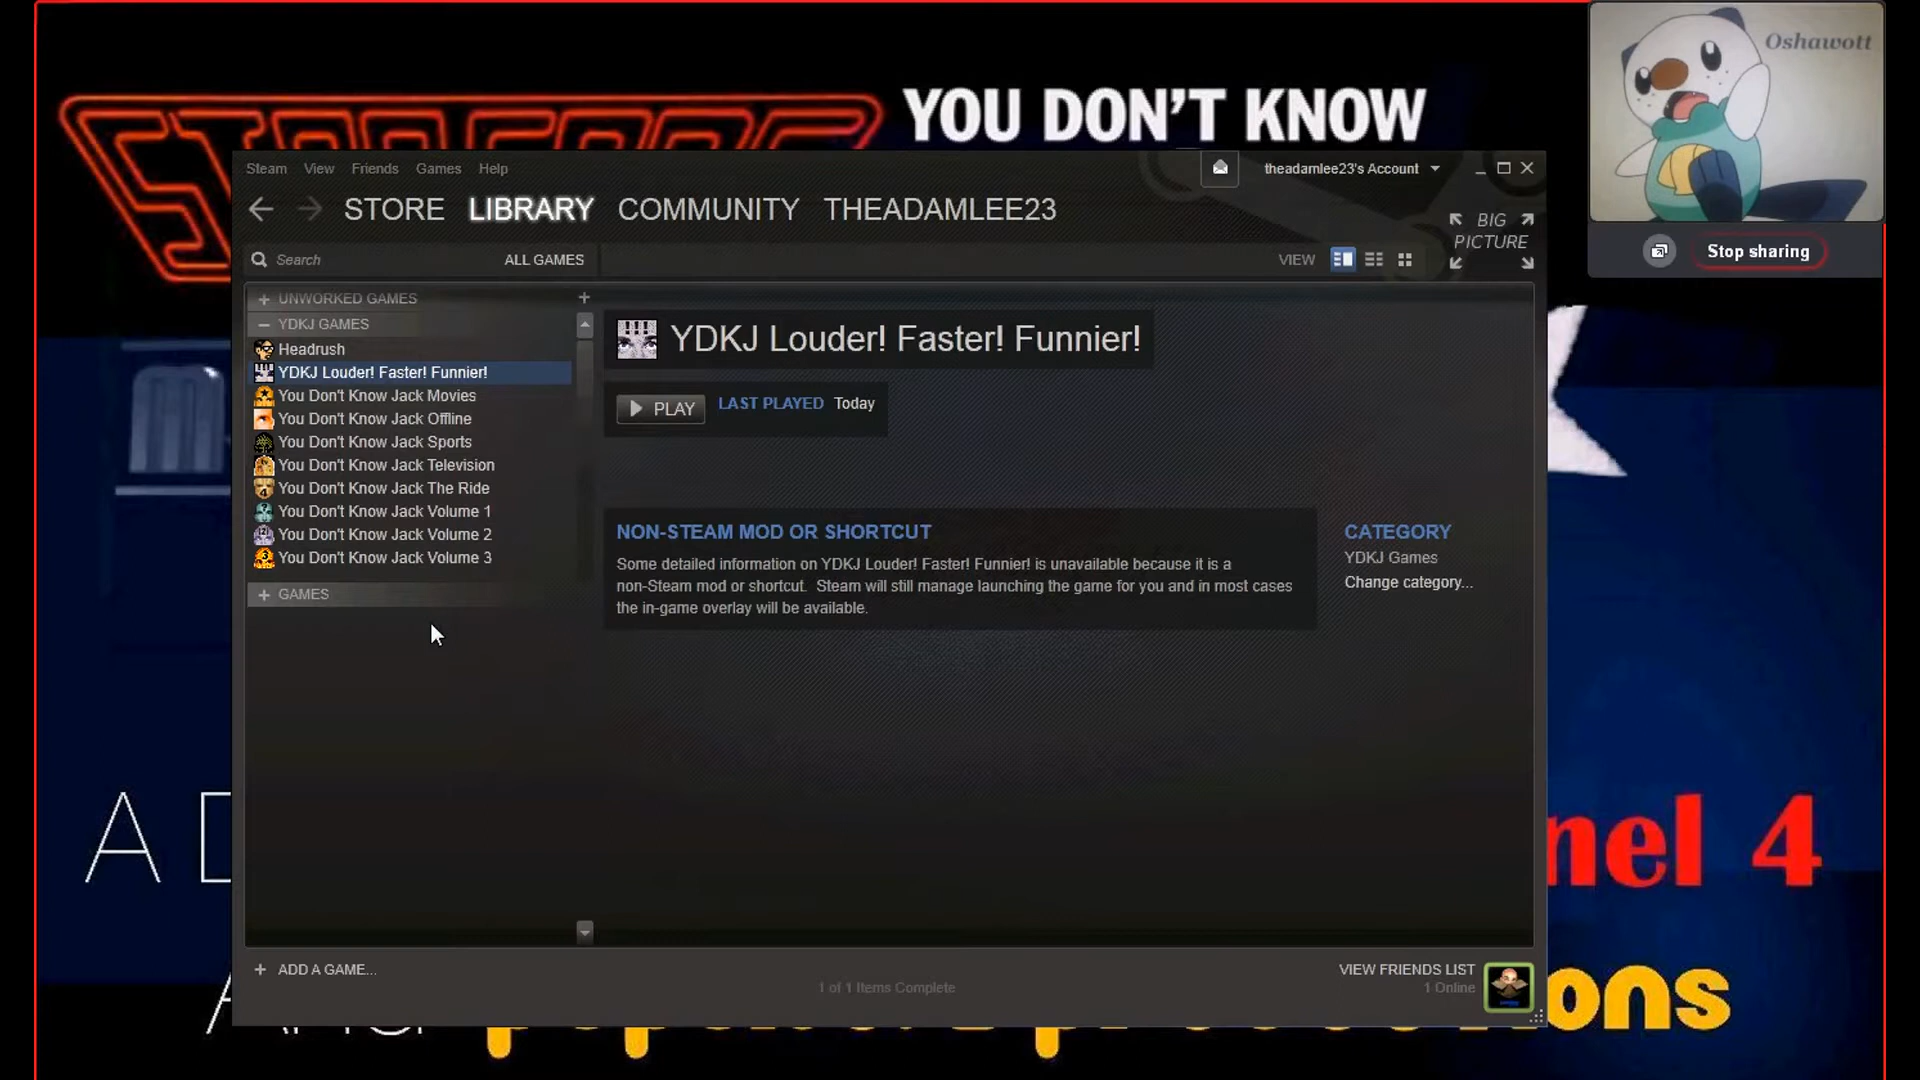 Oshawott
YOU DON'T KNOW
Steam View Friends Games Help
theadamlee23's Account
STORE LIBRARY COMMUNITY THEADAMLEE23
BIG PICTURE
Stop sharing
Search ALL GAMES
VIEW
+ UNWORKED GAMES +
– YDKJ GAMES
Headrush
YDKJ Louder! Faster! Funnier!
You Don't Know Jack Movies
You Don't Know Jack Offline
You Don't Know Jack Sports
You Don't Know Jack Television
You Don't Know Jack The Ride
You Don't Know Jack Volume 1
You Don't Know Jack Volume 2
You Don't Know Jack Volume 3
+ GAMES
YDKJ Louder! Faster! Funnier!
PLAY LAST PLAYED Today
NON-STEAM MOD OR SHORTCUT
Some detailed information on YDKJ Louder! Faster! Funnier! is unavailable because it is a
non-Steam mod or shortcut. Steam will still manage launching the game for you and in most cases
the in-game overlay will be available.
CATEGORY
YDKJ Games
Change category...
A
nel 4
+ ADD A GAME...
1 of 1 Items Complete
VIEW FRIENDS LIST
1 Online
ons